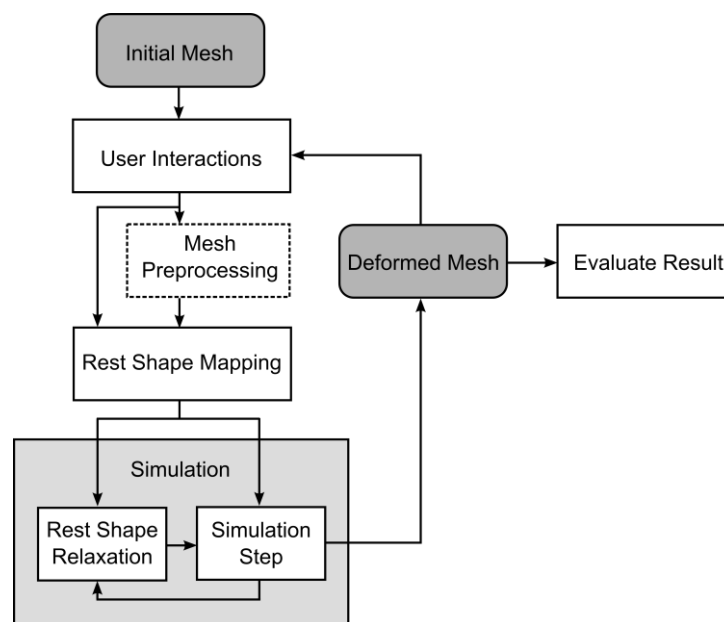 Initial Mesh
User Interactions
Mesh
Preprocessing
Deformed Mesh
Evaluate Result
Rest Shape Mapping
Simulation
Rest Shape
Relaxation
Simulation
Step